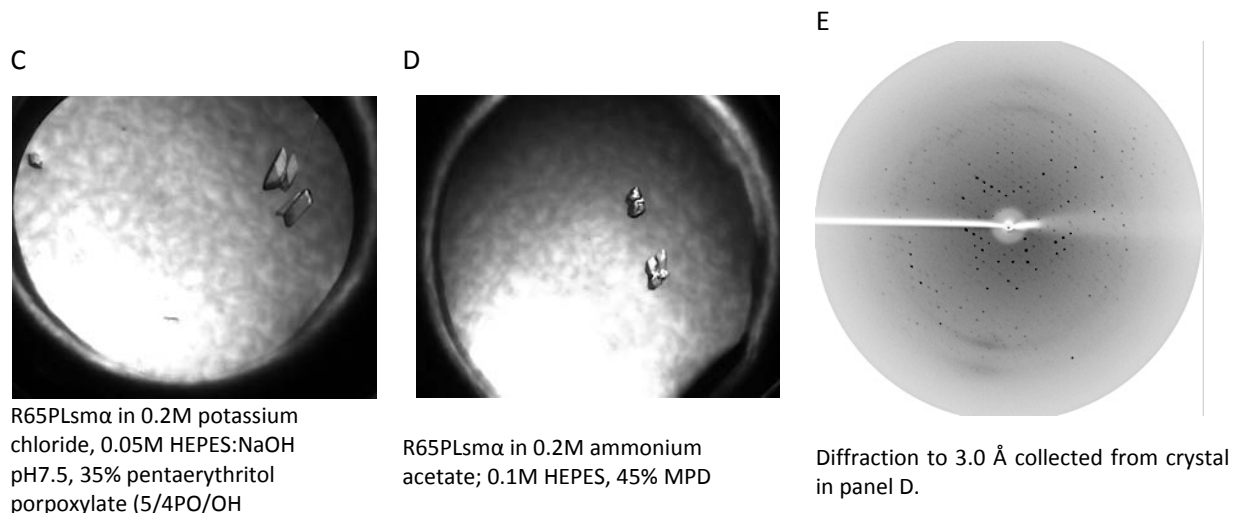 C
D
E
R65PLsmα in 0.2M potassium
chloride, 0.05M HEPES:NaOH
pH7.5, 35% pentaerythritol
porpoxylate (5/4PO/OH
R65PLsmα in 0.2M ammonium
acetate; 0.1M HEPES, 45% MPD
Diffraction to 3.0 Å collected from crystal
in panel D.